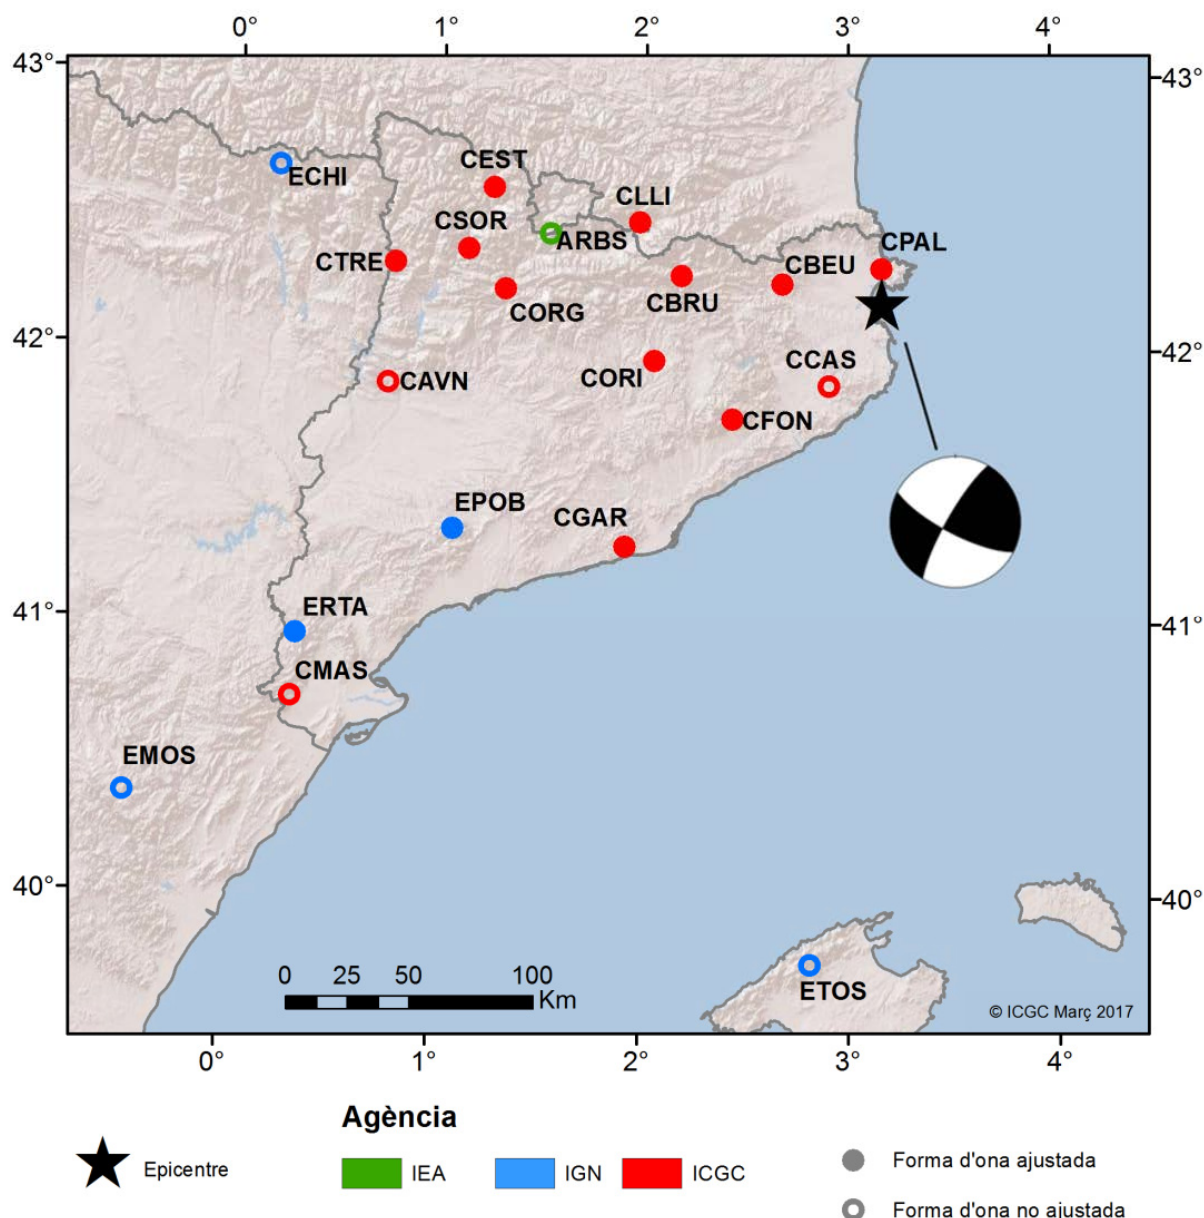 0° 1° 2° 3° 4°
43° 43°
CEST
ECHI
CLLI
CSOR
ARBS
CPAL
CTRE
CBEU
CORG
CBRU
42° 42°
CCAS
CORI
CAVN
CFON
EPOB
CGAR
41° 41°
ERTA
CMAS
EMOS
40° 40°
0 25 50 100
Km
ETOS
© ICGC Març 2017
0° 1° 2° 3° 4°
Agència
Epicentre
IEA IGN ICGC
Forma d'ona ajustada
Forma d'ona no ajustada